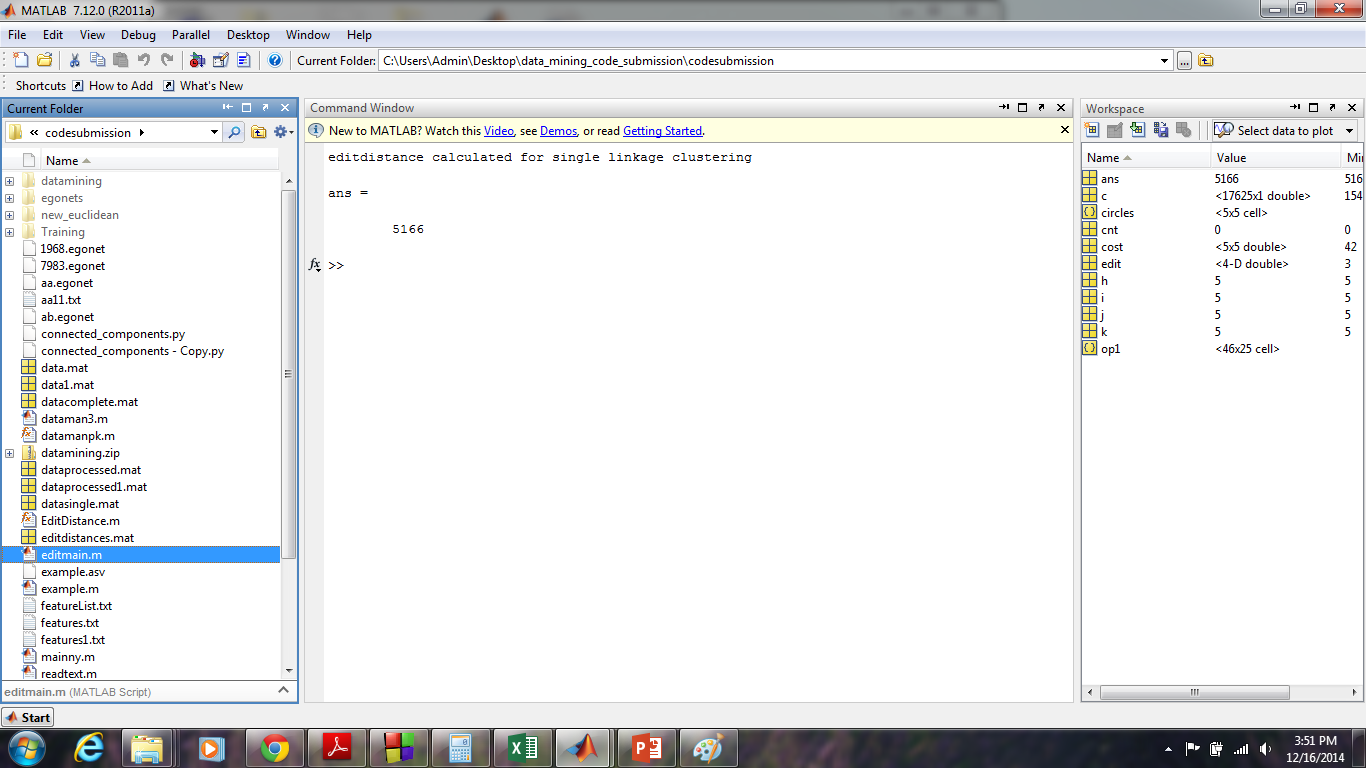 MATLAB 7.12.0 (R2011a)
File Edit View Debug Parallel Desktop Window Help
Current Folder: C:\Users\Admin\Desktop\data_mining_code_submission\codesubmission
Shortcuts How to Add What's New
Current Folder
« codesubmission
Name
datamining
egonets
new_euclidean
Training
1968.egonet
7983.egonet
aa.egonet
aa11.txt
ab.egonet
connected_components.py
connected_components - Copy.py
data.mat
data1.mat
datacomplete.mat
dataman3.m
datamanpk.m
datamining.zip
dataprocessed.mat
dataprocessed1.mat
datasingle.mat
EditDistance.m
editdistances.mat
editmain.m
example.asv
example.m
featureList.txt
features.txt
features1.txt
mainny.m
readtext.m
editmain.m (MATLAB Script)
Command Window
New to MATLAB? Watch this Video, see Demos, or read Getting Started.
editdistance calculated for single linkage clustering
ans =
5166
fx >>
Workspace
Select data to plot
Name Value Mi
ans 5166 516
c <17625x1 double> 154
circles <5x5 cell>
cnt 0 0
cost <5x5 double> 42
edit <4-D double> 3
h 5 5
i 5 5
j 5 5
k 5 5
op1 <46x25 cell>
Start
3:51 PM
12/16/2014